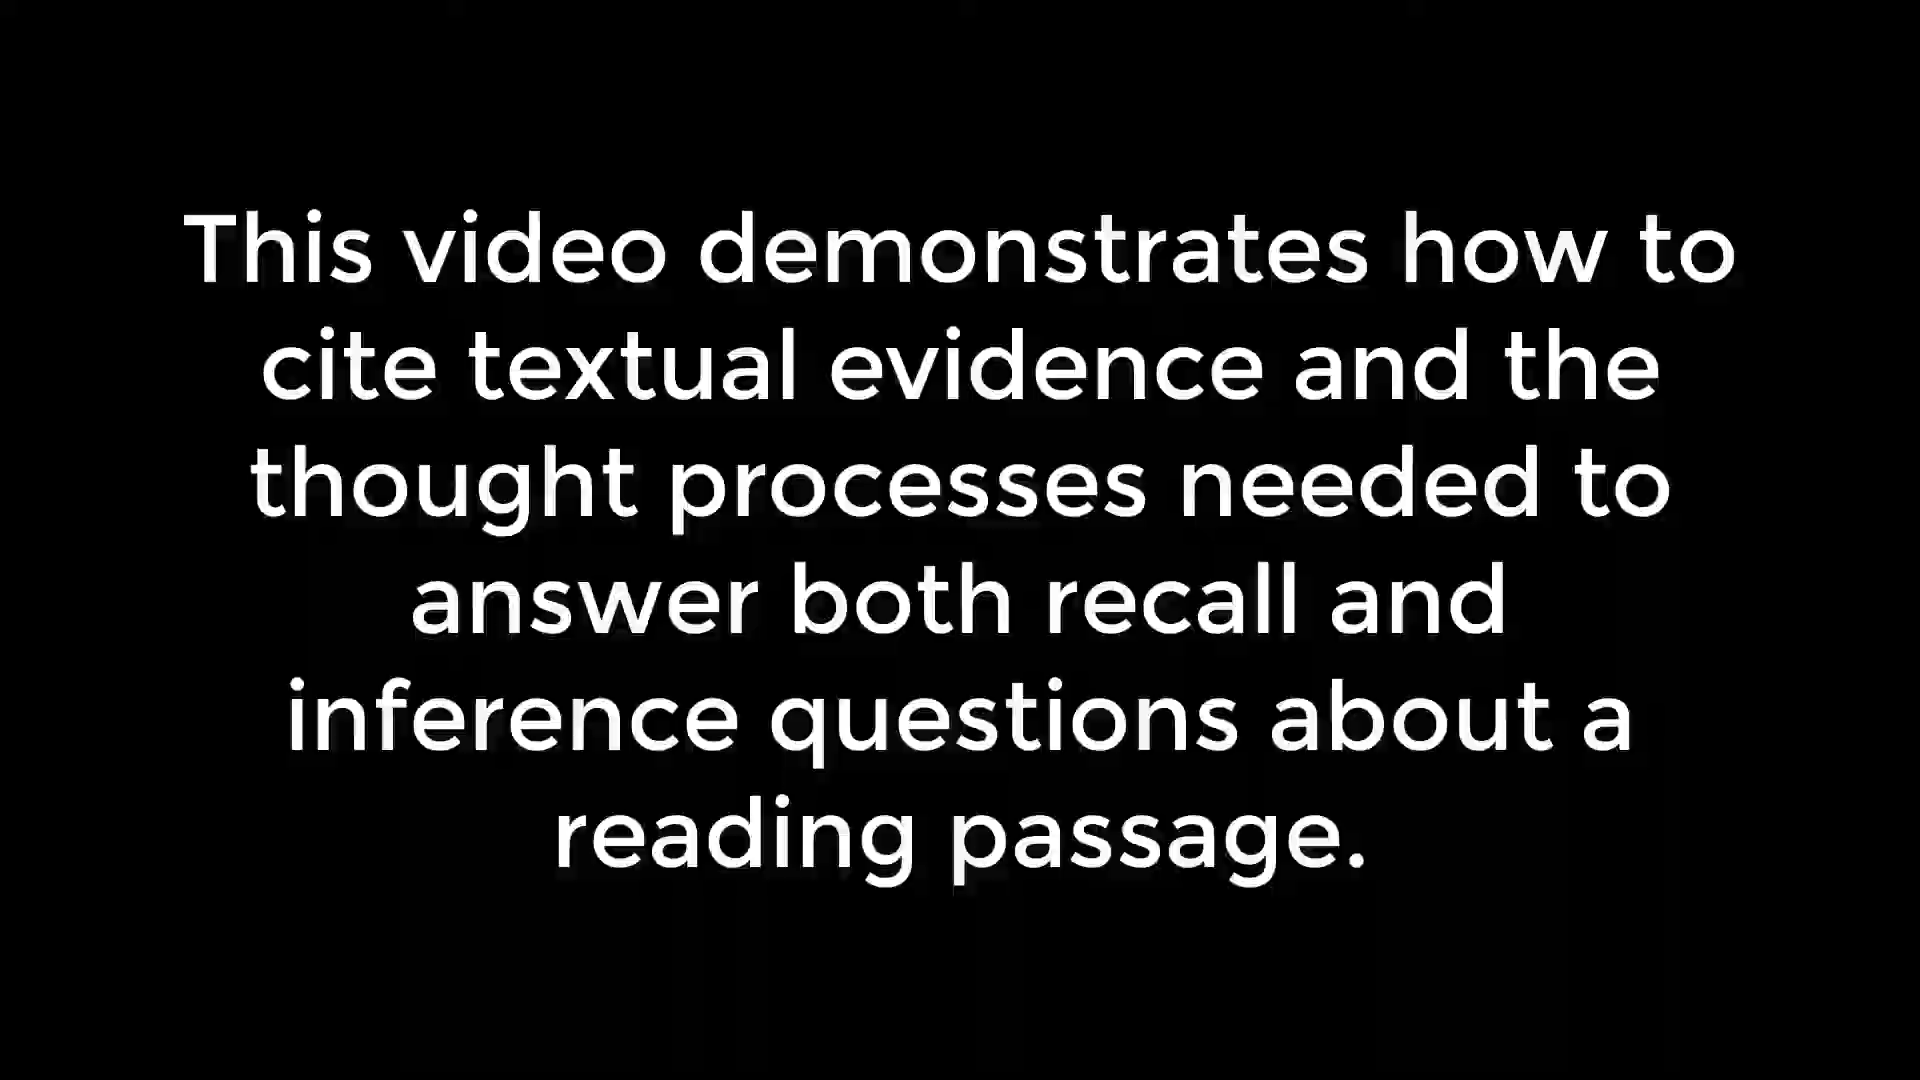 This video demonstrates how to
cite textual evidence and the
thought processes needed to
answer both recall and
inference questions about a
reading passage.